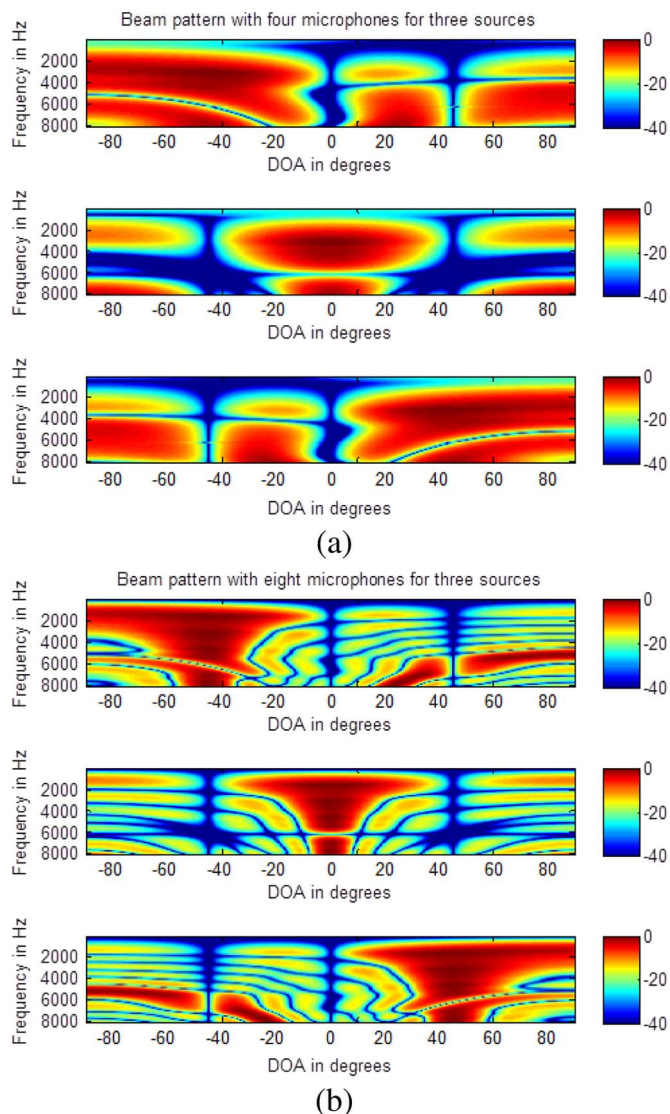 Beam pattern with four microphones for three sources
Frequency in Hz
2000
4000
6000
8000
-80 -60 -40 -20 0 20 40 60 80
DOA in degrees
0
-20
-40
Frequency in Hz
2000
4000
6000
8000
-80 -60 -40 -20 0 20 40 60 80
DOA in degrees
0
-20
-40
Frequency in Hz
2000
4000
6000
8000
-80 -60 -40 -20 0 20 40 60 80
DOA in degrees
0
-20
-40
(a)
Beam pattern with eight microphones for three sources
Frequency in Hz
2000
4000
6000
8000
-80 -60 -40 -20 0 20 40 60 80
DOA in degrees
0
-20
-40
Frequency in Hz
2000
4000
6000
8000
-80 -60 -40 -20 0 20 40 60 80
DOA in degrees
0
-20
-40
Frequency in Hz
2000
4000
6000
8000
-80 -60 -40 -20 0 20 40 60 80
DOA in degrees
0
-20
-40
(b)